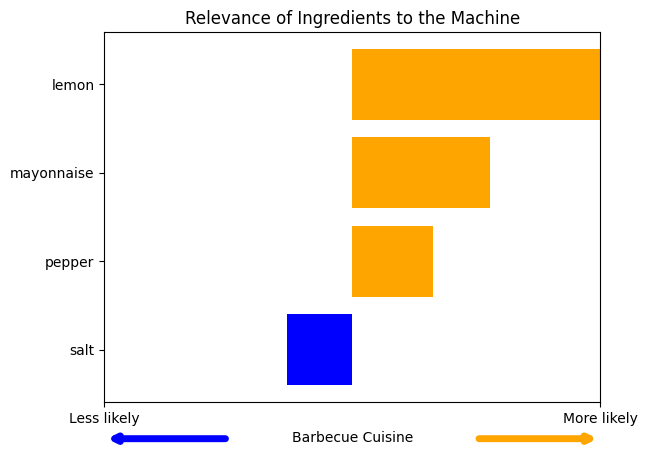 Relevance of Ingredients to the Machine
lemon
mayonnaise
pepper
salt
Less likely
More likely
Barbecue Cuisine